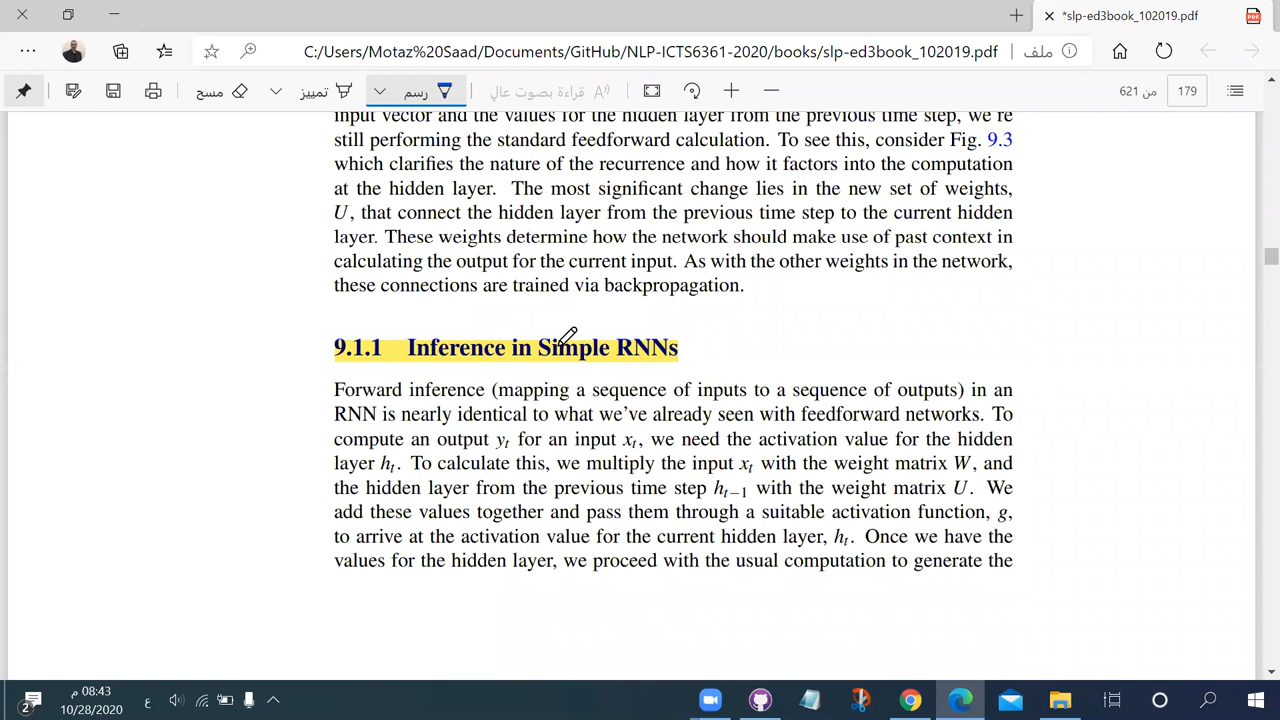 *slp-ed3book_102019.pdf
C:/Users/Motaz%20Saad/Documents/GitHub/NLP-ICTS6361-2020/books/slp-ed3book_102019.pdf
ملف
مسح
تمييز
رسم
قراءة بصوت عالٍ
من 621
179
input vector and the values for the hidden layer from the previous time step, we're
still performing the standard feedforward calculation. To see this, consider Fig. 9.3
which clarifies the nature of the recurrence and how it factors into the computation
at the hidden layer. The most significant change lies in the new set of weights,
U, that connect the hidden layer from the previous time step to the current hidden
layer. These weights determine how the network should make use of past context in
calculating the output for the current input. As with the other weights in the network,
these connections are trained via backpropagation.
9.1.1 Inference in Simple RNNs
Forward inference (mapping a sequence of inputs to a sequence of outputs) in an
RNN is nearly identical to what we've already seen with feedforward networks. To
compute an output yt for an input xt, we need the activation value for the hidden
layer ht. To calculate this, we multiply the input xt with the weight matrix W, and
the hidden layer from the previous time step ht−1 with the weight matrix U. We
add these values together and pass them through a suitable activation function, g,
to arrive at the activation value for the current hidden layer, ht. Once we have the
values for the hidden layer, we proceed with the usual computation to generate the
08:43 م
10/28/2020
ع
2